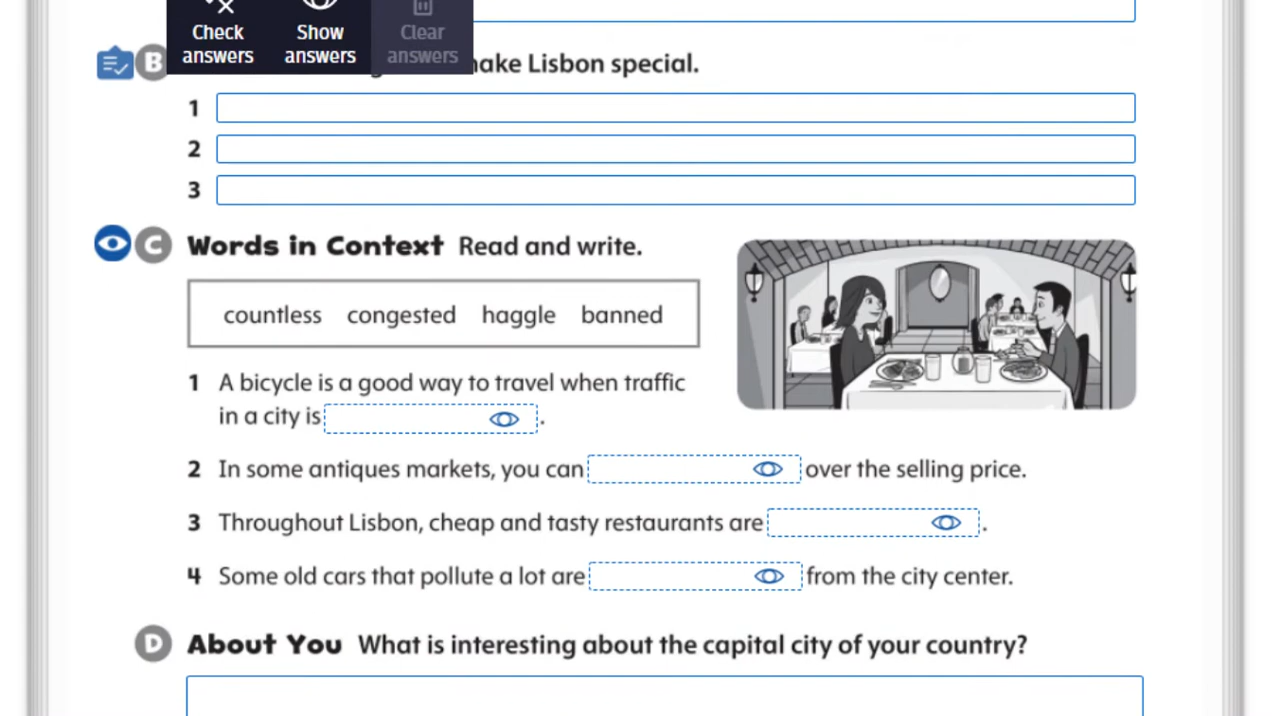 Check answers
Show answers
Clear answers
B
make Lisbon special.
1
2
3
C Words in Context Read and write.
countless congested haggle banned
1 A bicycle is a good way to travel when traffic
in a city is .
2 In some antiques markets, you can over the selling price.
3 Throughout Lisbon, cheap and tasty restaurants are .
4 Some old cars that pollute a lot are from the city center.
D About You What is interesting about the capital city of your country?